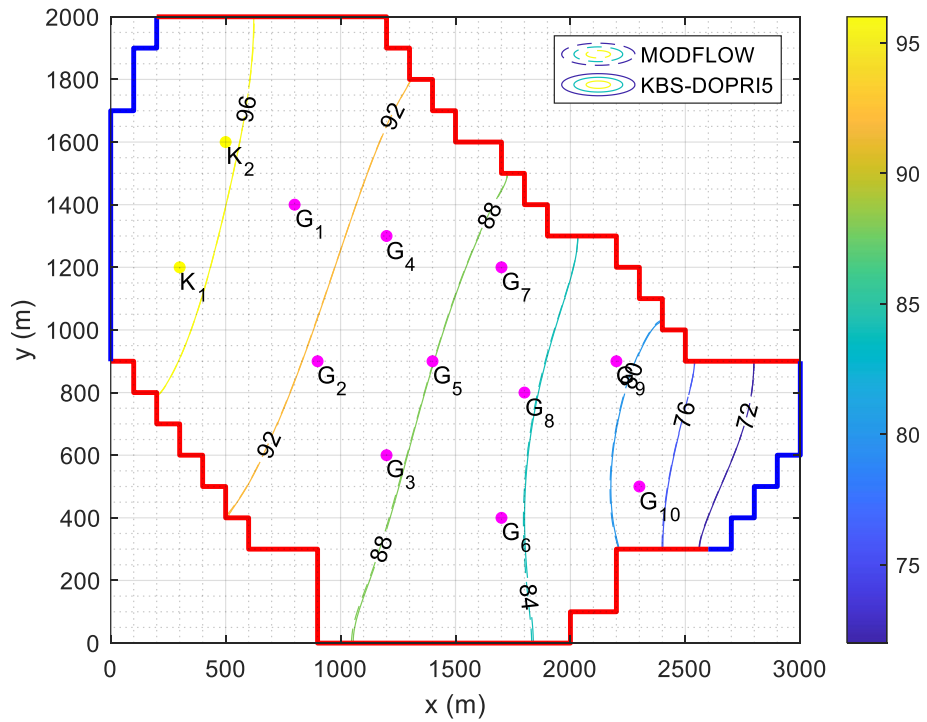 2000
1800
1600
1400
1200
1000
800
600
400
200
0
y (m)
0
500
1000
1500
2000
2500
3000
x (m)
MODFLOW
KBS-DOPRI5
96
92
K2
K1
G1
G4
88
G7
G2
G5
G9
80
G8
76
72
92
G3
G10
G6
88
84
95
90
85
80
75